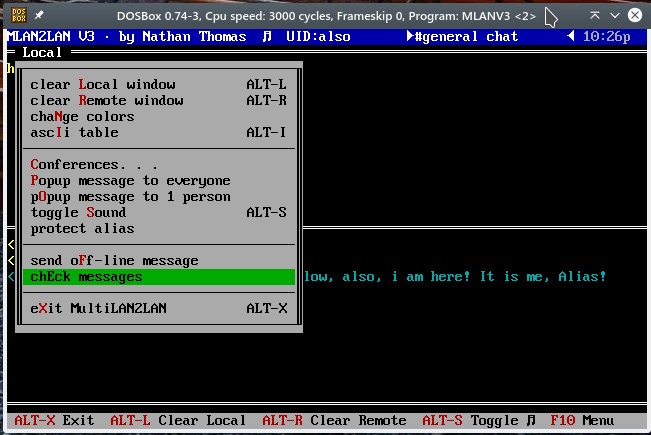 DOS BOX DOSBox 0.74-3, Cpu speed: 3000 cycles, Frameskip 0, Program: MLANV3 <2>
MLAN2LAN V3 · by Nathan Thomas ♫ UID:also ►#general chat ◄ 10:26p
Local
h
clear Local window ALT-L
clear Remote window ALT-R
chaNge colors
ascIi table ALT-I
Conferences. . .
Popup message to everyone
pOpup message to 1 person
toggle Sound ALT-S
protect alias
<
send oFf-line message
<
chEck messages
< low, also, i am here! It is me, Alias!
eXit MultiLAN2LAN ALT-X
ALT-X Exit ALT-L Clear Local ALT-R Clear Remote ALT-S Toggle ♫ F10 Menu